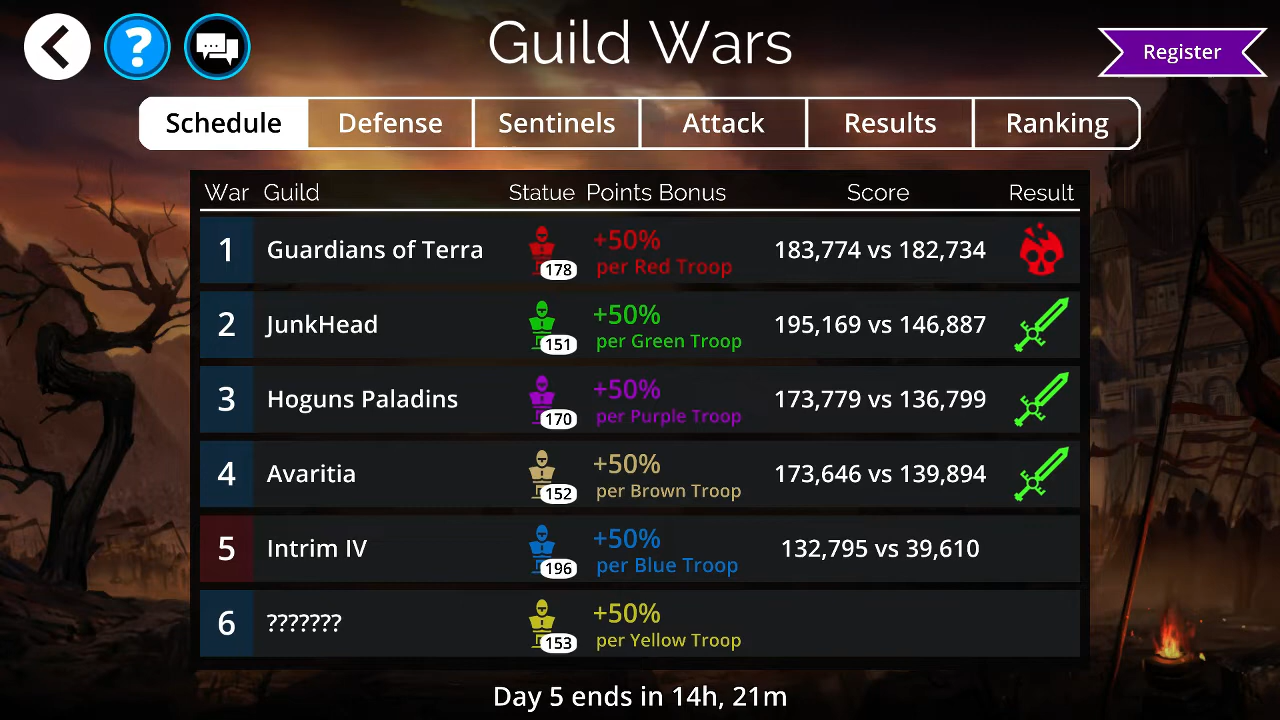 ?
Guild Wars
Register
Schedule Defense Sentinels Attack Results Ranking
War Guild Statue Points Bonus Score Result
1 Guardians of Terra 178 +50% per Red Troop 183,774 vs 182,734
2 JunkHead 151 +50% per Green Troop 195,169 vs 146,887
3 Hoguns Paladins 170 +50% per Purple Troop 173,779 vs 136,799
4 Avaritia 152 +50% per Brown Troop 173,646 vs 139,894
5 Intrim IV 196 +50% per Blue Troop 132,795 vs 39,610
6 ??????? 153 +50% per Yellow Troop
Day 5 ends in 14h, 21m